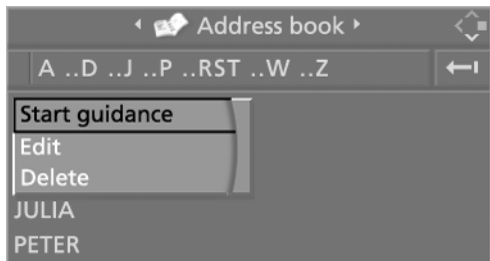 Address book
A ..D ..J ..P ..RST ..W ..Z
Start guidance
Edit
Delete
JULIA
PETER